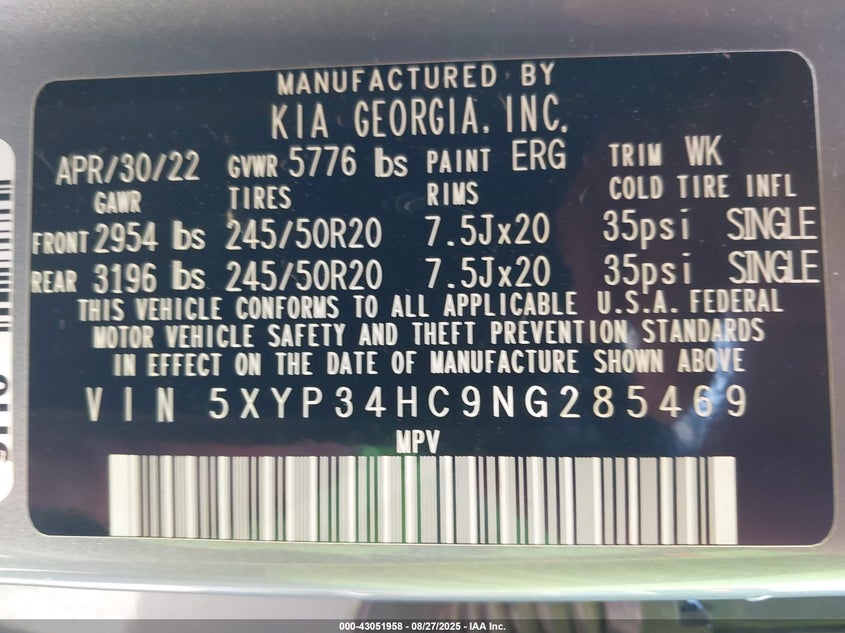 MANUFACTURED BY
KIA GEORGIA, INC.
APR/30/22 GVWR 5776 lbs PAINT ERG TRIM WK
GAWR TIRES RIMS COLD TIRE INFL
FRONT 2954 lbs 245/50R20 7.5Jx20 35psi SINGLE
REAR 3196 lbs 245/50R20 7.5Jx20 35psi SINGLE
THIS VEHICLE CONFORMS TO ALL APPLICABLE U.S.A. FEDERAL
MOTOR VEHICLE SAFETY AND THEFT PREVENTION STANDARDS
IN EFFECT ON THE DATE OF MANUFACTURE SHOWN ABOVE
VIN 5XYP34HC9NG285469
MPV
000-43051958 - 08/27/2025 - IAA Inc.